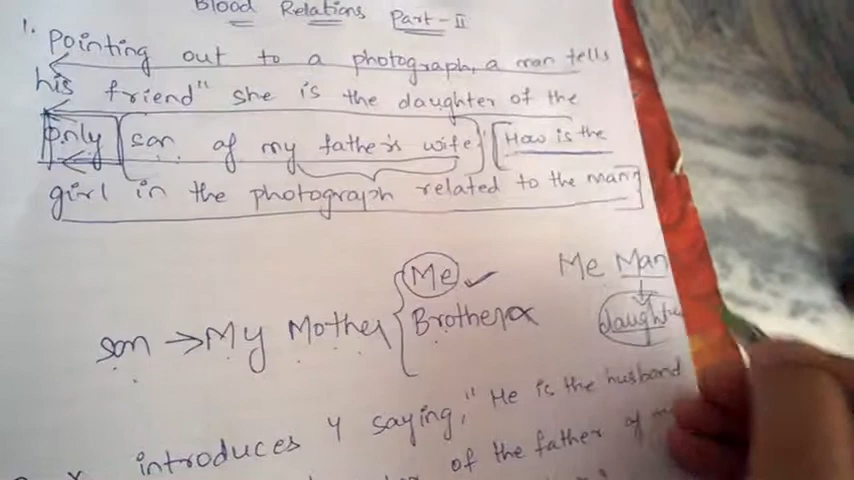 Blood Relations Part-II
1. Pointing out to a photograph, a man tells
his friend" she is the daughter of the
only son of my father's wife" How is the
girl in the photograph related to the man?
Me Man
Me ✓
son → My Mother { Brother x
daughter
introduces Y saying," He is the husband
of the father of